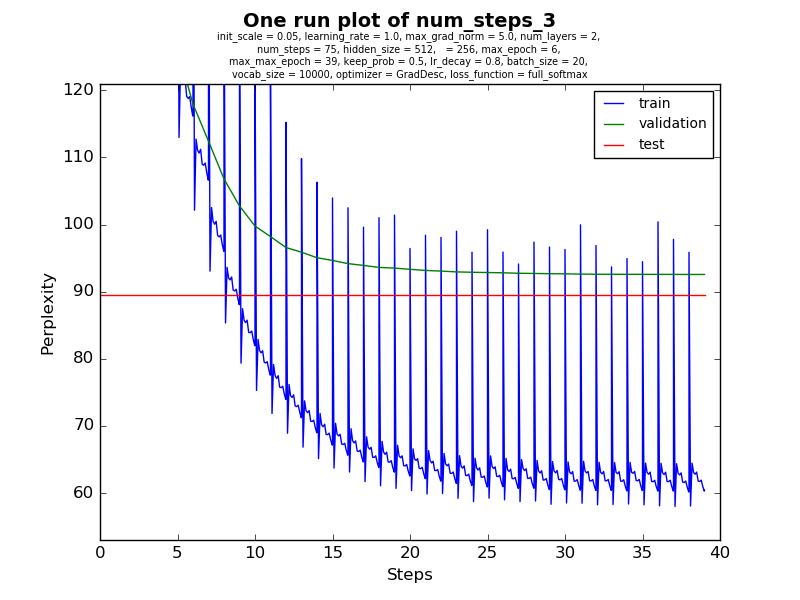 One run plot of num_steps_3
init_scale = 0.05, learning_rate = 1.0, max_grad_norm = 5.0, num_layers = 2,
num_steps = 75, hidden_size = 512,   = 256, max_epoch = 6,
max_max_epoch = 39, keep_prob = 0.5, lr_decay = 0.8, batch_size = 20,
vocab_size = 10000, optimizer = GradDesc, loss_function = full_softmax
train
validation
test
Perplexity
120
110
100
90
80
70
60
0 5 10 15 20 25 30 35 40
Steps